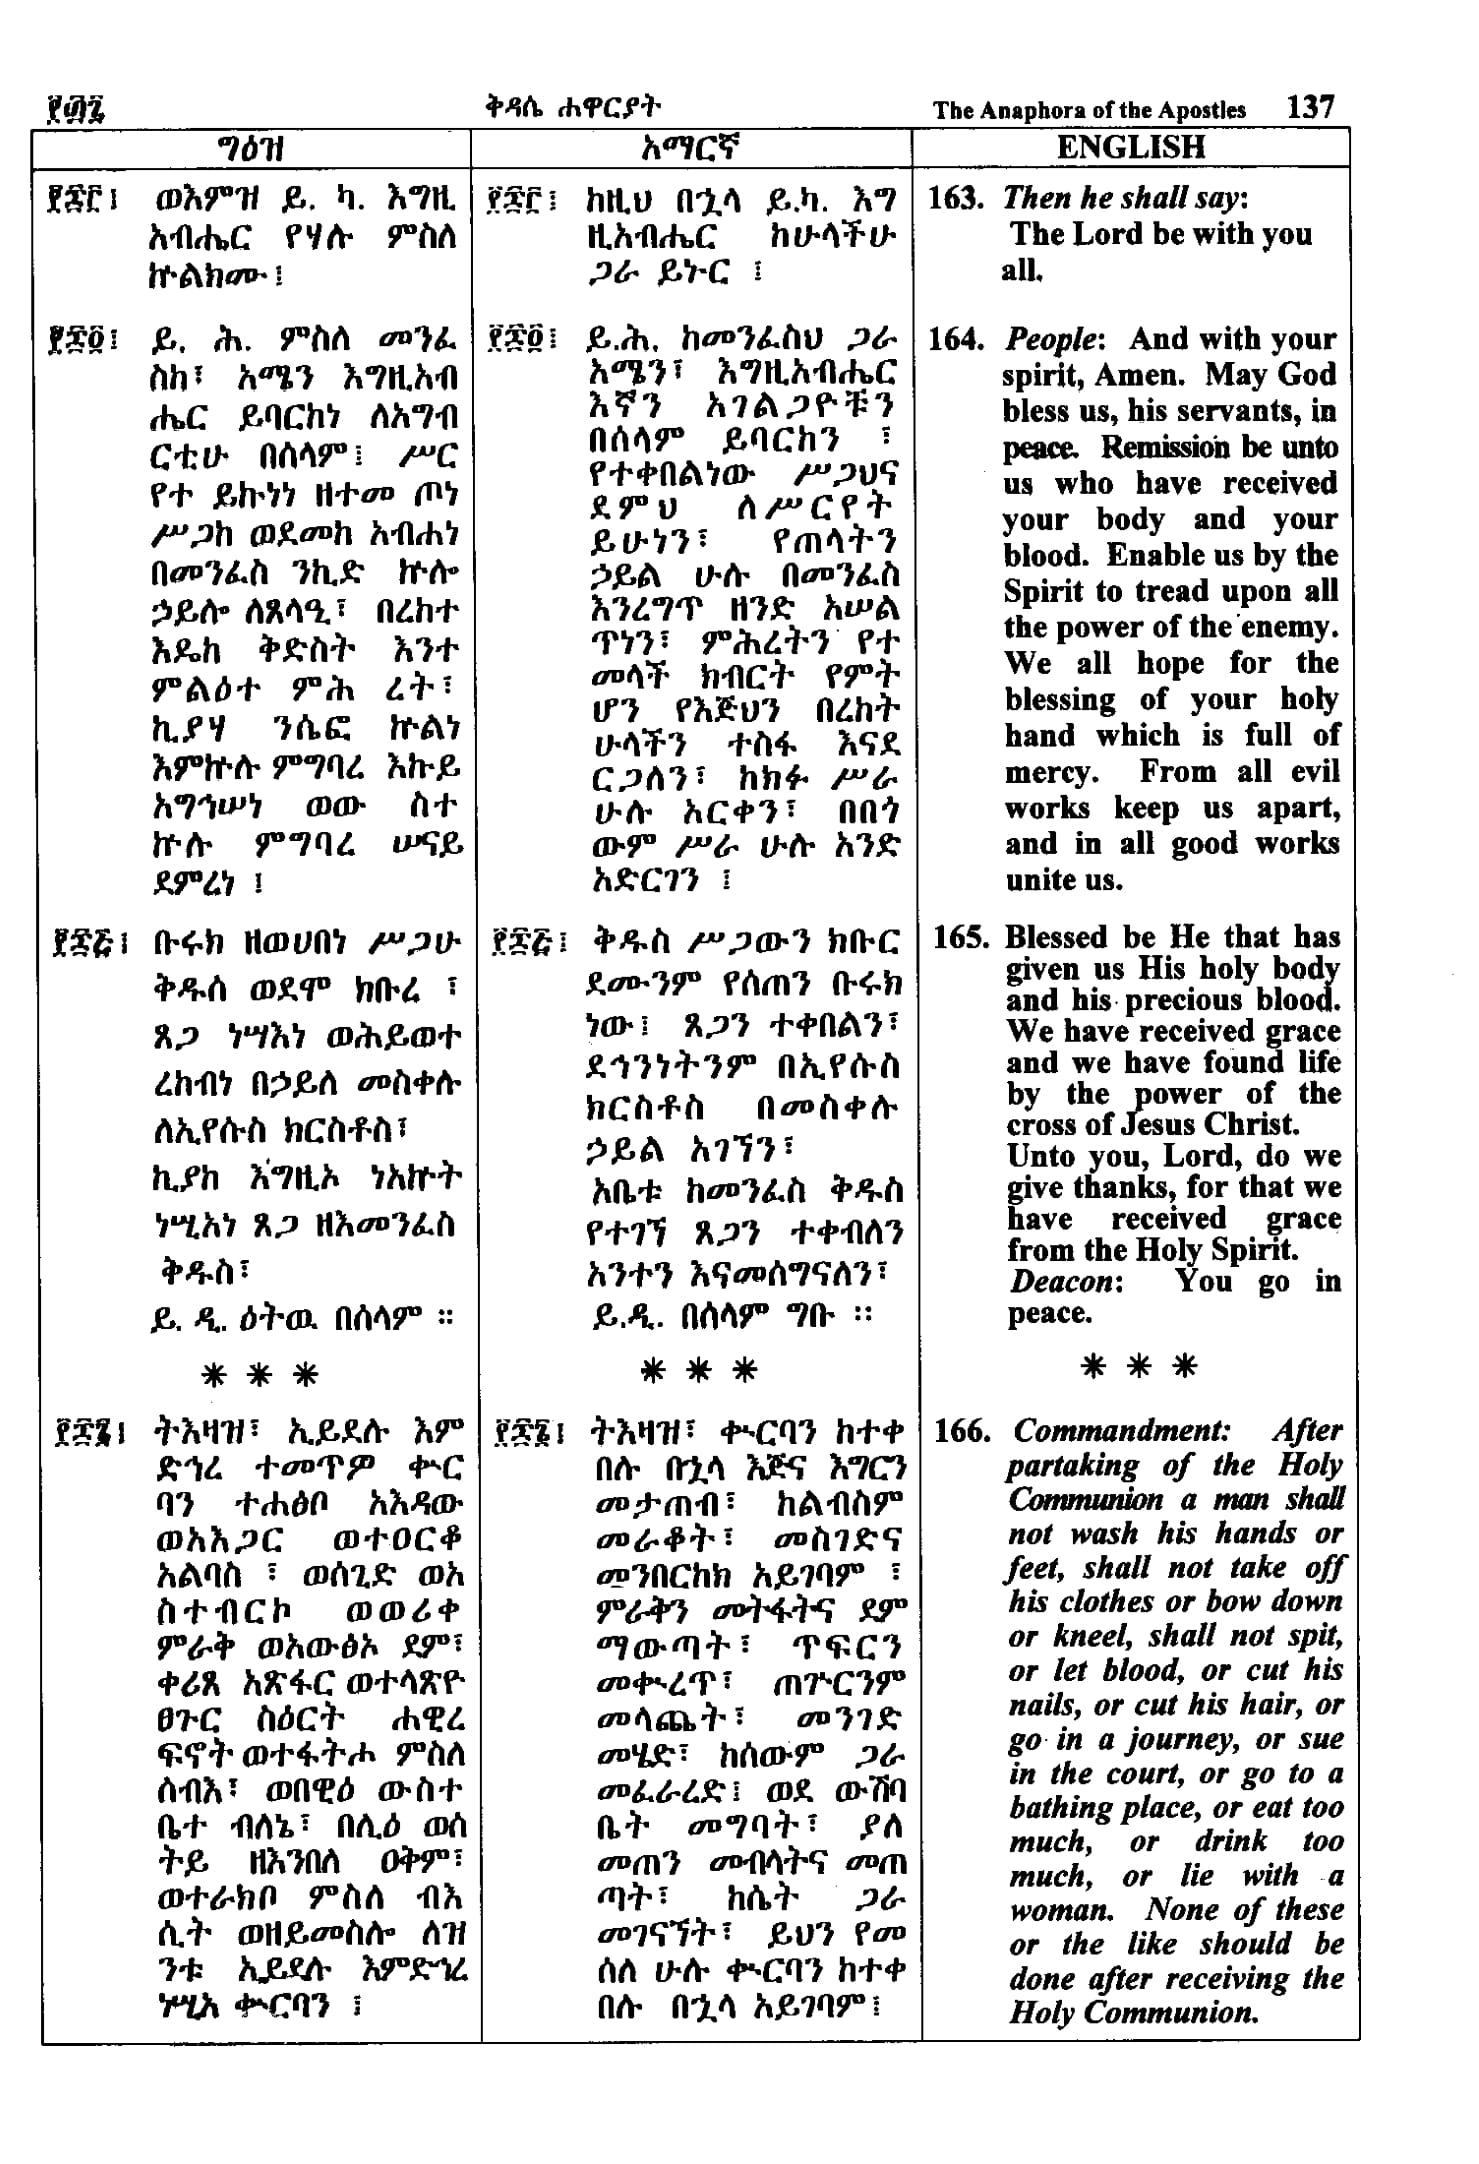 ፻፴፯ ቅዳሴ ሐዋርያት The Anaphora of the Apostles 137
ግዕዝ አማርኛ ENGLISH
፻፷፫፤ ወእምዝ ይ. ካ. እግዚ
አብሔር የሃሉ ምስለ
ኵልክሙ፤
፻፷፬፤ ይ. ሕ. ምስለ መንፈ
ስከ፣ አሜን እግዚአብ
ሔር ይባርከነ ለአግብ
ርቲሁ በሰላም፤ ሥር
የተ ይኩነነ ዘተመ ጦነ
ሥጋከ ወደመከ አብሐነ
በመንፈስ ንኪድ ኵሎ
ኃይሎ ለጸላዒ፣ በረከተ
እዴከ ቅድስት እንተ
ምልዕተ ምሕ ረት፣
ኪያሃ ንሴፎ ኵልነ
እምኵሉ ምግባረ እኩይ
አግኅሠነ ወው ስተ
ኵሉ ምግባረ ሠናይ
ደምረነ ፤
፻፷፭፤ ቡሩክ ዘወሀበነ ሥጋሁ
ቅዱሰ ወደሞ ክቡረ ፣
ጸጋ ነሣእነ ወሕይወተ
ረከብነ በኃይለ መስቀሉ
ለኢየሱስ ክርስቶስ፣
ኪያከ እግዚኦ ነአኵት
ነሢአነ ጸጋ ዘእመንፈስ
ቅዱስ፣
ይ. ዲ. ዕትዉ በሰላም ።
* * *
፻፷፮፤ ትእዛዝ፣ ኢይደሉ እም
ድኅረ ተመጥዎ ቍር
ባን ተሐፅቦ አእዳው
ወአእጋር ወተዐርቆ
አልባስ ፣ ወሰጊድ ወአ
ስተብርኮ ወወሪቀ
ምራቅ ወአውፅኦ ደም፣
ቀሪጸ አጽፋር ወተላጽዮ
ፀጉር ስዕርት ሐዊረ
ፍኖት ወተፋትሖ ምስለ
ሰብእ፣ ወበዊዕ ውስተ
ቤተ ብለኔ፣ በሊዕ ወሰ
ትይ ዘእንበለ ዐቅም፣
ወተራክቦ ምስለ ብእ
ሲት ወዘይመስሎ ለዝ
ንቱ ኢይደሉ እምድኅረ
ነሢአ ቍርባን ፤
፻፷፫፤ ከዚህ በኋላ ይ.ካ. እግ
ዚአብሔር ከሁላችሁ
ጋራ ይኑር ፤
፻፷፬፤ ይ.ሕ. ከመንፈስህ ጋራ
አሜን፣ እግዚአብሔር
እኛን አገልጋዮቹን
በሰላም ይባርከን ፣
የተቀበልነው ሥጋህና
ደምህ ለሥርየት
ይሁነን፣ የጠላትን
ኃይል ሁሉ በመንፈስ
እንረግጥ ዘንድ አሠል
ጥነን፣ ምሕረትን የተ
መላች ክብርት የምት
ሆን የእጅህን በረከት
ሁላችን ተስፋ እናደ
ርጋለን፣ ከክፉ ሥራ
ሁሉ አርቀን፣ በበጎ
ውም ሥራ ሁሉ አንድ
አድርገን ፤
፻፷፭፤ ቅዱስ ሥጋውን ክቡር
ደሙንም የሰጠን ቡሩክ
ነው፤ ጸጋን ተቀበልን፣
ደኅንነትንም በኢየሱስ
ክርስቶስ በመስቀሉ
ኃይል አገኘን፣
አቤቱ ከመንፈስ ቅዱስ
የተገኘ ጸጋን ተቀብለን
አንተን እናመሰግናለን፣
ይ.ዲ. በሰላም ግቡ ።
* * *
፻፷፮፤ ትእዛዝ፣ ቍርባን ከተቀ
በሉ በኋላ እጅና እግርን
መታጠብ፣ ከልብስም
መራቆት፣ መስገድና
መንበርከክ አይገባም ፣
ምራቅን መትፋትና ደም
ማውጣት፣ ጥፍርን
መቍረጥ፣ ጠጕርንም
መላጨት፣ መንገድ
መሄድ፣ ከሰውም ጋራ
መፈራረድ፤ ወደ ውሽባ
ቤት መግባት፣ ያለ
መጠን መብላትና መጠ
ጣት፣ ከሴት ጋራ
መገናኘት፣ ይህን የመ
ሰለ ሁሉ ቍርባን ከተቀ
በሉ በኋላ አይገባም፤
163. Then he shall say:
The Lord be with you
all.
164. People: And with your
spirit, Amen. May God
bless us, his servants, in
peace. Remission be unto
us who have received
your body and your
blood. Enable us by the
Spirit to tread upon all
the power of the enemy.
We all hope for the
blessing of your holy
hand which is full of
mercy. From all evil
works keep us apart,
and in all good works
unite us.
165. Blessed be He that has
given us His holy body
and his precious blood.
We have received grace
and we have found life
by the power of the
cross of Jesus Christ.
Unto you, Lord, do we
give thanks, for that we
have received grace
from the Holy Spirit.
Deacon: You go in
peace.
* * *
166. Commandment: After
partaking of the Holy
Communion a man shall
not wash his hands or
feet, shall not take off
his clothes or bow down
or kneel, shall not spit,
or let blood, or cut his
nails, or cut his hair, or
go in a journey, or sue
in the court, or go to a
bathing place, or eat too
much, or drink too
much, or lie with a
woman. None of these
or the like should be
done after receiving the
Holy Communion.